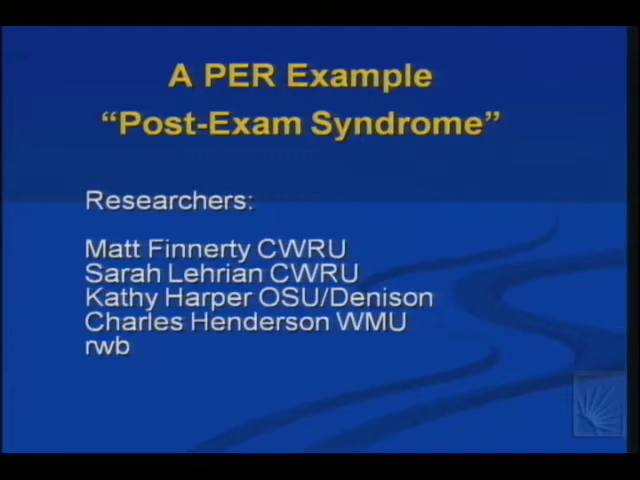 A PER Example
“Post-Exam Syndrome”
Researchers:
Matt Finnerty CWRU
Sarah Lehrian CWRU
Kathy Harper OSU/Denison
Charles Henderson WMU
rwb